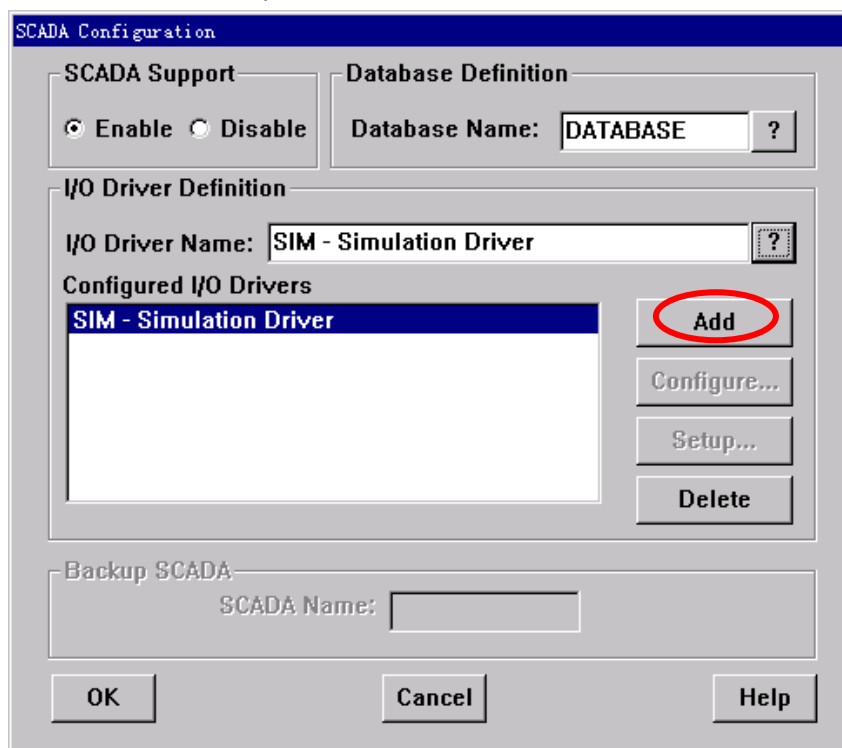 SCADA Configuration
SCADA Support
Database Definition
Enable Disable
Database Name: DATABASE ?
I/O Driver Definition
I/O Driver Name: SIM - Simulation Driver ?
Configured I/O Drivers
SIM - Simulation Driver
Add
Configure...
Setup...
Delete
Backup SCADA
SCADA Name:
OK Cancel Help